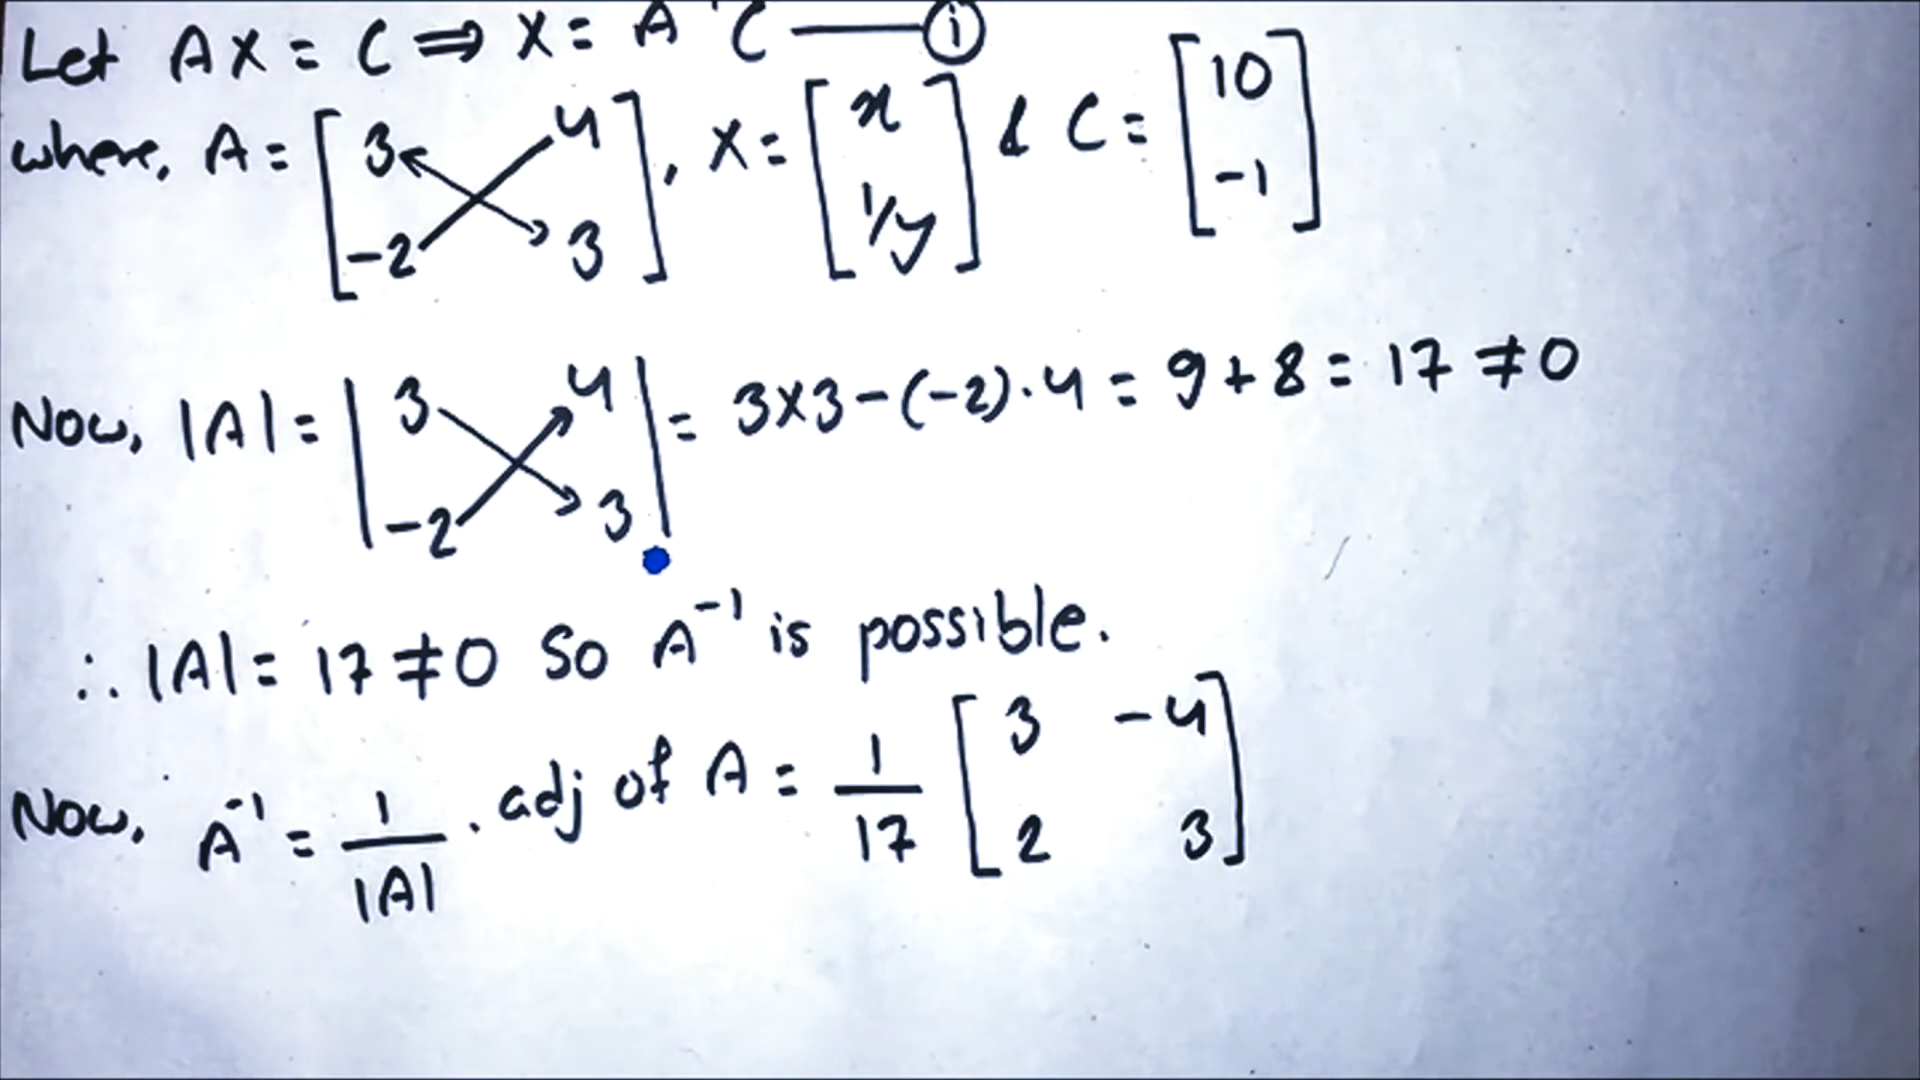 Let AX = C ⇒ X = A⁻¹C —— ①
where, A = [3 4; -2 3], X = [x; 1/y] & C = [10; -1]
Now, |A| = |3 4; -2 3| = 3×3-(-2)·4 = 9+8 = 17 ≠ 0
∴ |A| = 17 ≠ 0 So A⁻¹ is possible.
Now, A⁻¹ = 1/|A| . adj of A = 1/17 [3 -4; 2 3]